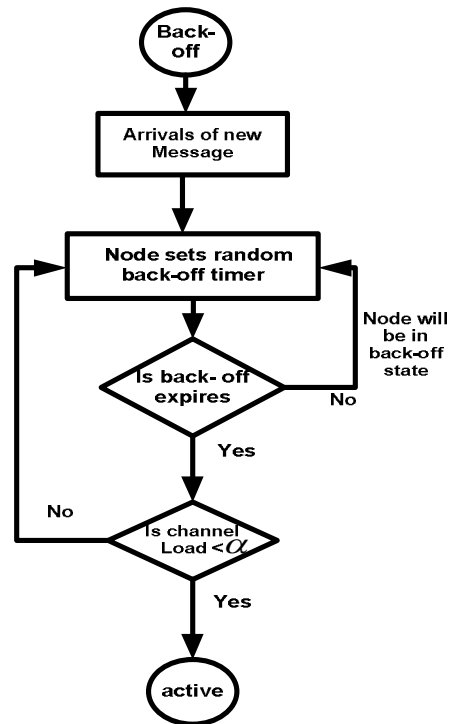 Back-
off
Arrivals of new
Message
Node sets random
back-off timer
Node will
be in
back-off
state
Is back- off
expires
No
Yes
No
Is channel
Load < α
Yes
active